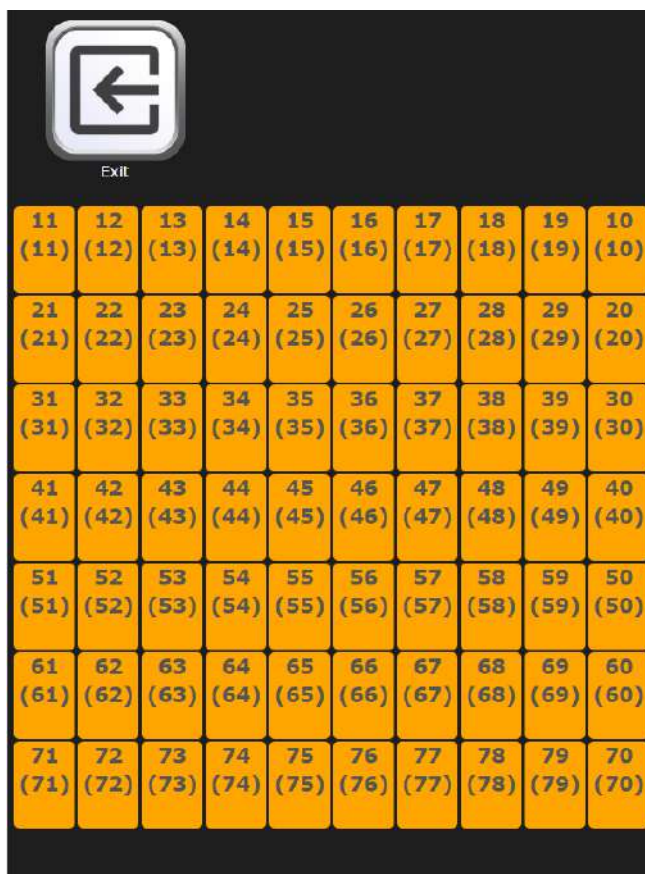 Exit
11 12 13 14 15 16 17 18 19 10
(11) (12) (13) (14) (15) (16) (17) (18) (19) (10)
21 22 23 24 25 26 27 28 29 20
(21) (22) (23) (24) (25) (26) (27) (28) (29) (20)
31 32 33 34 35 36 37 38 39 30
(31) (32) (33) (34) (35) (36) (37) (38) (39) (30)
41 42 43 44 45 46 47 48 49 40
(41) (42) (43) (44) (45) (46) (47) (48) (49) (40)
51 52 53 54 55 56 57 58 59 50
(51) (52) (53) (54) (55) (56) (57) (58) (59) (50)
61 62 63 64 65 66 67 68 69 60
(61) (62) (63) (64) (65) (66) (67) (68) (69) (60)
71 72 73 74 75 76 77 78 79 70
(71) (72) (73) (74) (75) (76) (77) (78) (79) (70)